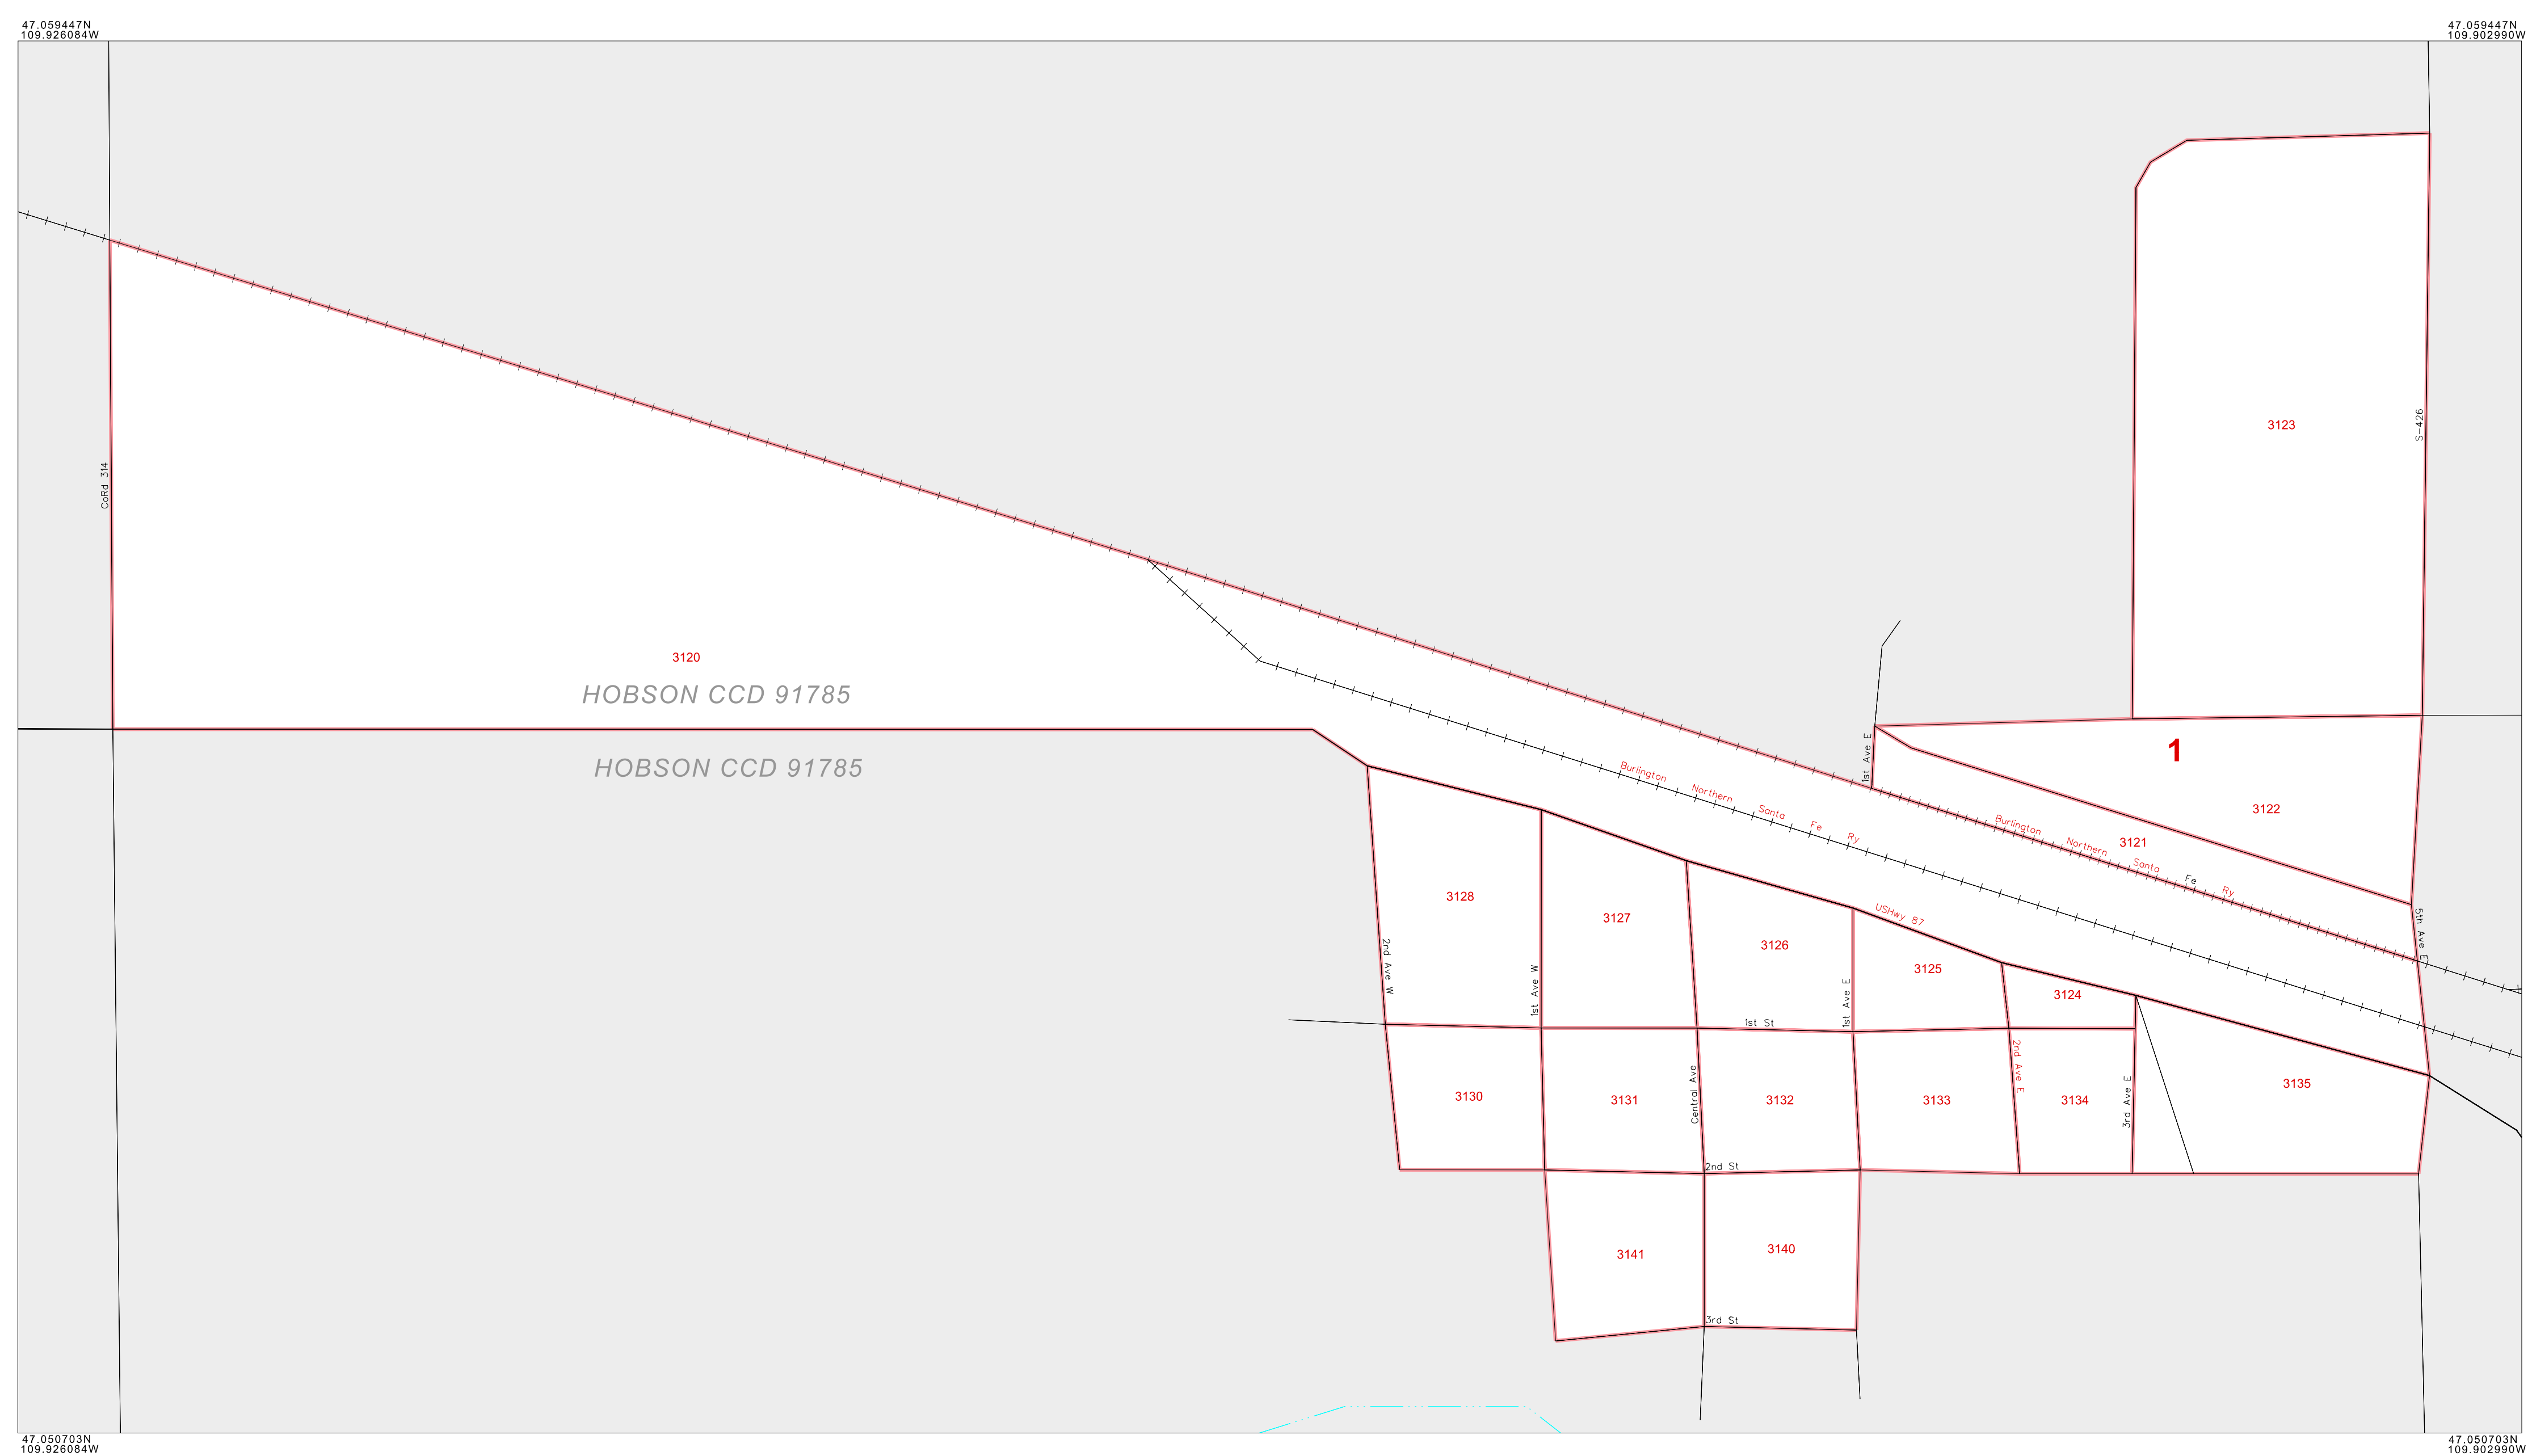 47.059447N
109.926084W
47.059447N
109.902990W
3123
S-426
CoRd 314
3120
HOBSON CCD 91785
HOBSON CCD 91785
1st Ave E
1
Burlington Northern Santa Fe Ry
3122
Burlington Northern Santa Fe Ry
3121
3128
3127
USHwy 87
5th Ave E
3126
2nd Ave W
1st Ave W
3125
1st Ave E
3124
1st St
2nd Ave E
3135
3130
3131
Central Ave
3132
3133
3134
3rd Ave E
2nd St
3141
3140
3rd St
47.050703N
109.926084W
47.050703N
109.902990W